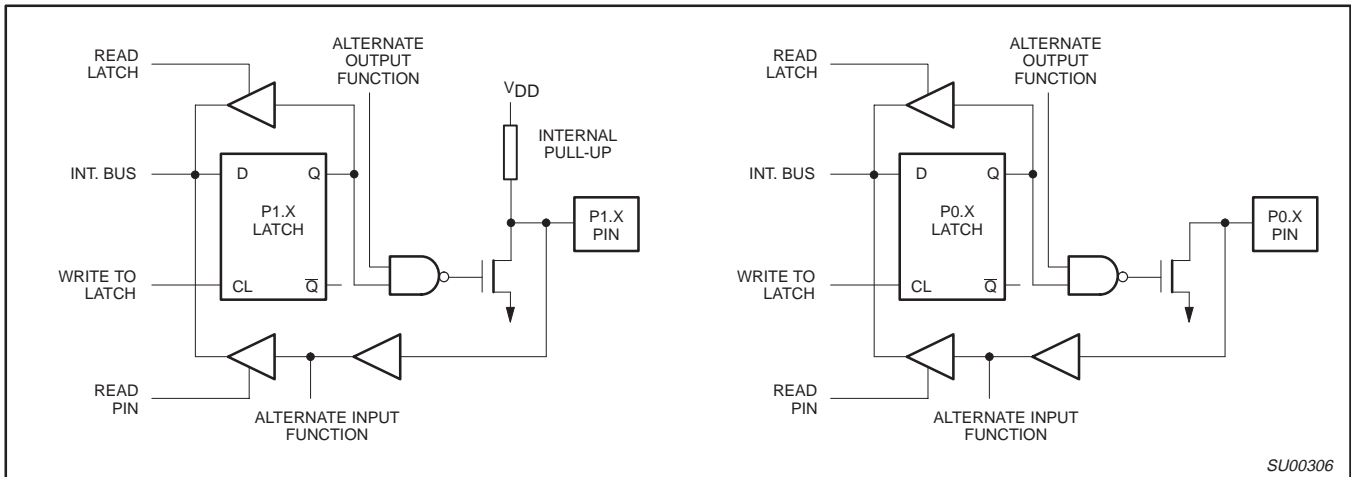 ALTERNATE
OUTPUT
FUNCTION
READ
LATCH
VDD
INTERNAL
PULL-UP
INT. BUS
D
Q
P1.X
LATCH
P1.X
PIN
WRITE TO
LATCH
CL
Q̅
READ
PIN
ALTERNATE INPUT
FUNCTION
ALTERNATE
OUTPUT
FUNCTION
READ
LATCH
INT. BUS
D
Q
P0.X
LATCH
P0.X
PIN
WRITE TO
LATCH
CL
Q̅
READ
PIN
ALTERNATE INPUT
FUNCTION
SU00306